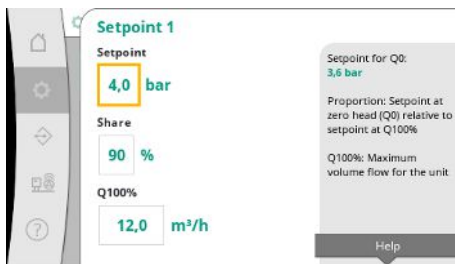 Setpoint 1
Setpoint
4,0 bar
Share
90 %
Q100%
12,0 m³/h
Setpoint for Q0:
3,6 bar
Proportion: Setpoint at
zero head (Q0) relative to
setpoint at Q100%
Q100%: Maximum
volume flow for the unit
Help
?